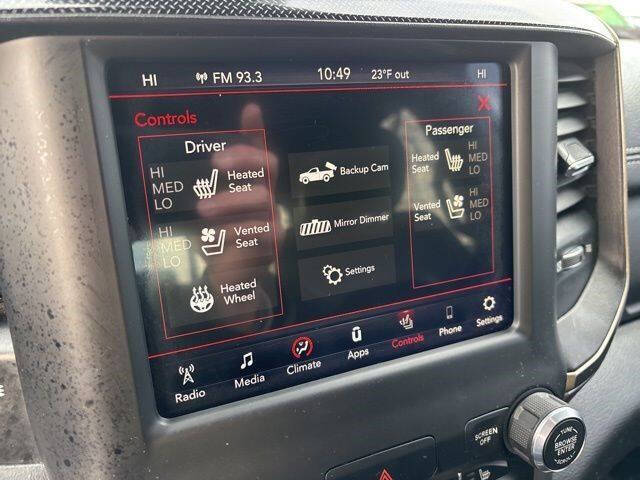 HI FM 93.3 10:49 23°F out HI
Controls X
Driver
HI
MED
LO
Heated
Seat
HI
MED
LO
Vented
Seat
Heated
Wheel
Backup Cam
Mirror Dimmer
Settings
Passenger
Heated
Seat
HI
MED
LO
Vented
Seat
HI
MED
LO
Radio
Media
Climate
Apps
Controls
Phone
Settings
SCREEN
OFF
TUNE
BROWSE
ENTER
SCROLL